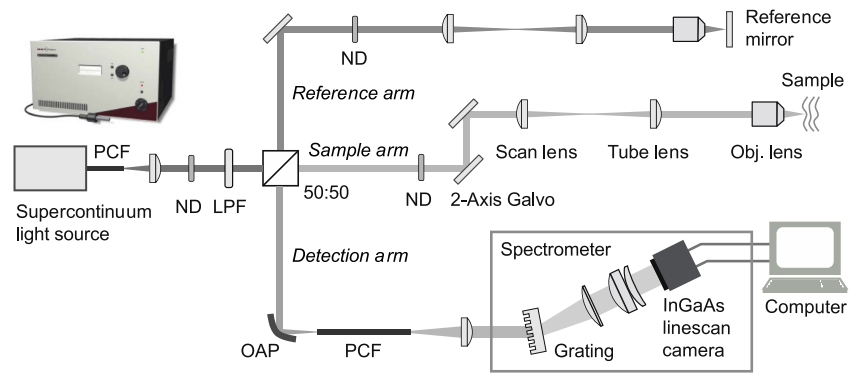 Reference
mirror
ND
Reference arm
Sample
PCF
Sample arm
Scan lens
Tube lens
Obj. lens
ND
LPF
50:50
ND
2-Axis Galvo
Supercontinuum
light source
Detection arm
Spectrometer
InGaAs
linescan
camera
Computer
OAP
PCF
Grating